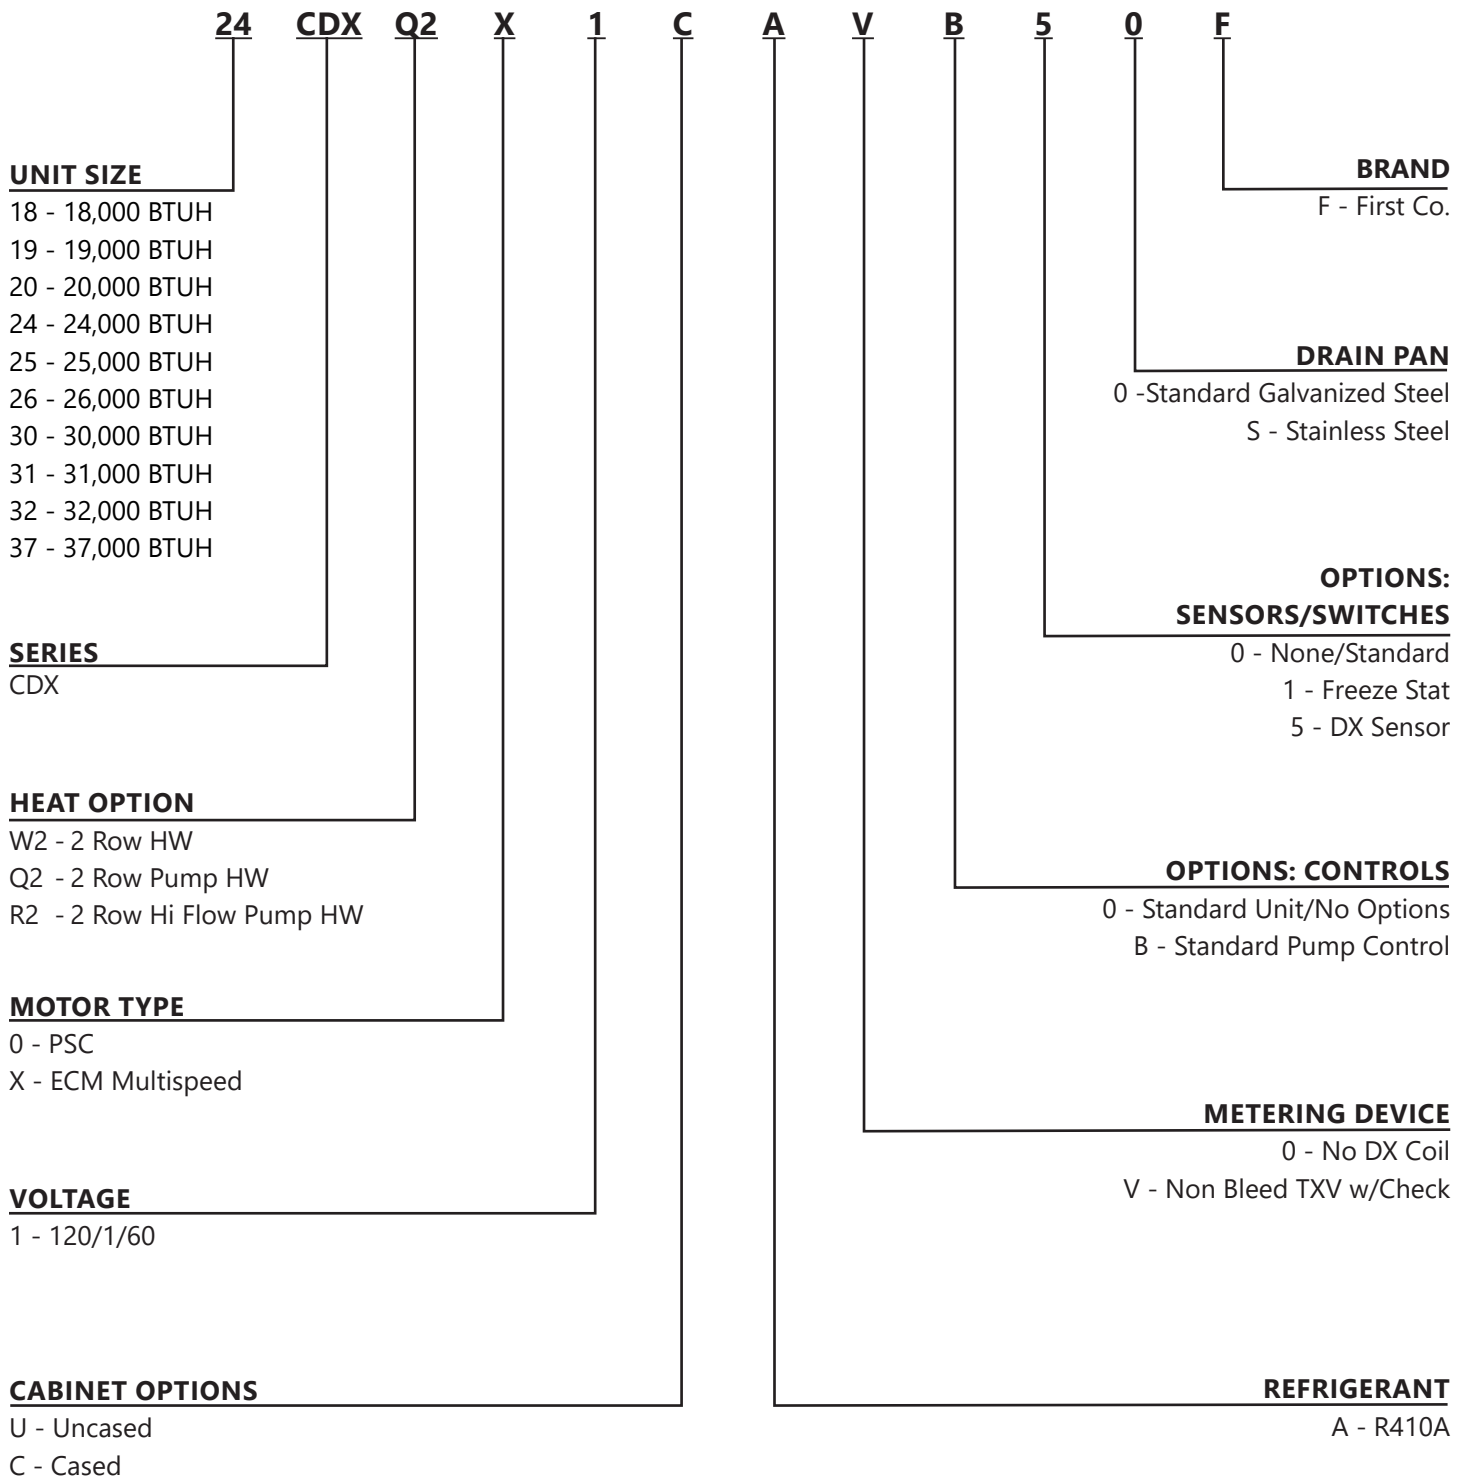 24 CDX Q2 X 1 C A V B 5 0 F
UNIT SIZE
18 - 18,000 BTUH
19 - 19,000 BTUH
20 - 20,000 BTUH
24 - 24,000 BTUH
25 - 25,000 BTUH
26 - 26,000 BTUH
30 - 30,000 BTUH
31 - 31,000 BTUH
32 - 32,000 BTUH
37 - 37,000 BTUH
SERIES
CDX
HEAT OPTION
W2 - 2 Row HW
Q2 - 2 Row Pump HW
R2 - 2 Row Hi Flow Pump HW
MOTOR TYPE
0 - PSC
X - ECM Multispeed
VOLTAGE
1 - 120/1/60
CABINET OPTIONS
U - Uncased
C - Cased
BRAND
F - First Co.
DRAIN PAN
0 -Standard Galvanized Steel
S - Stainless Steel
OPTIONS:
SENSORS/SWITCHES
0 - None/Standard
1 - Freeze Stat
5 - DX Sensor
OPTIONS: CONTROLS
0 - Standard Unit/No Options
B - Standard Pump Control
METERING DEVICE
0 - No DX Coil
V - Non Bleed TXV w/Check
REFRIGERANT
A - R410A